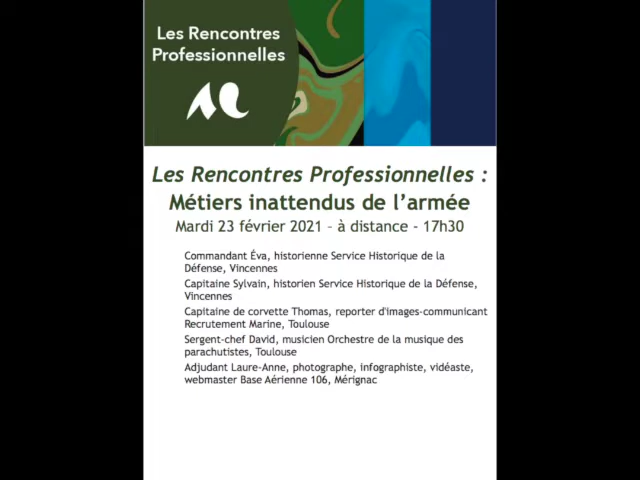 Les Rencontres
Professionnelles
Les Rencontres Professionnelles :
Métiers inattendus de l'armée
Mardi 23 février 2021 – à distance - 17h30
Commandant Éva, historienne Service Historique de la
Défense, Vincennes
Capitaine Sylvain, historien Service Historique de la Défense,
Vincennes
Capitaine de corvette Thomas, reporter d'images-communicant
Recrutement Marine, Toulouse
Sergent-chef David, musicien Orchestre de la musique des
parachutistes, Toulouse
Adjudant Laure-Anne, photographe, infographiste, vidéaste,
webmaster Base Aérienne 106, Mérignac